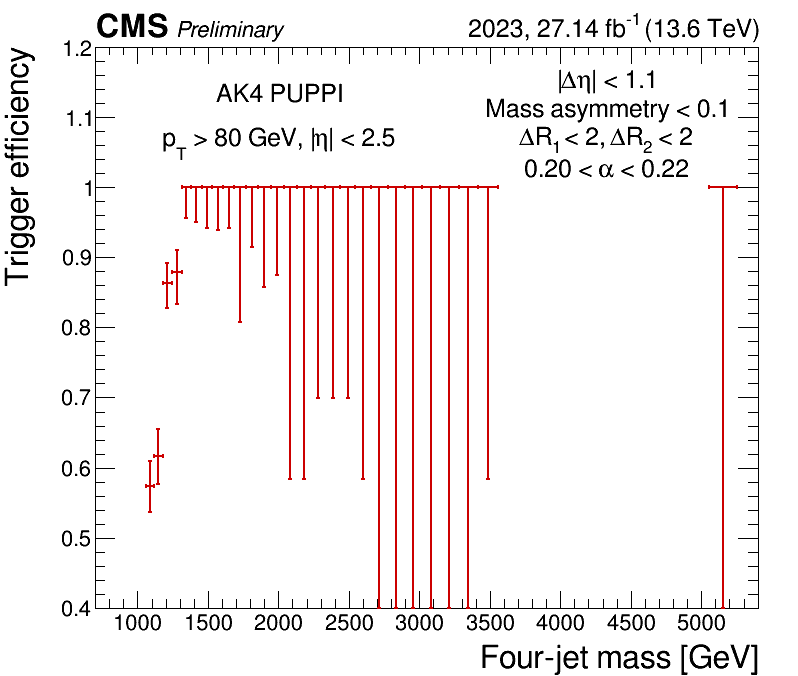 CMS Preliminary 2023, 27.14 fb⁻¹ (13.6 TeV)
Trigger efficiency
1.2
1.1
1
0.9
0.8
0.7
0.6
0.5
0.4
AK4 PUPPI
p_T > 80 GeV, |η| < 2.5
|Δη| < 1.1
Mass asymmetry < 0.1
ΔR₁ < 2, ΔR₂ < 2
0.20 < α < 0.22
1000 1500 2000 2500 3000 3500 4000 4500 5000
Four-jet mass [GeV]